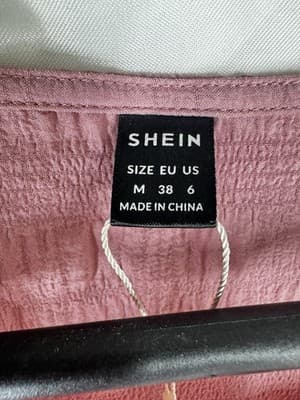 SHEIN
SIZE EU US
M 38 6
MADE IN CHINA